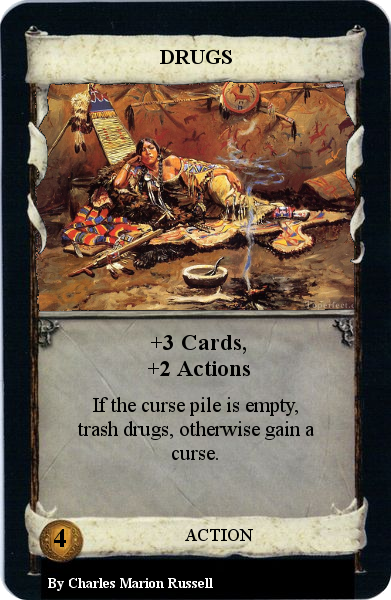 DRUGS
+3 Cards,
+2 Actions
If the curse pile is empty,
trash drugs, otherwise gain a
curse.
4
ACTION
By Charles Marion Russell